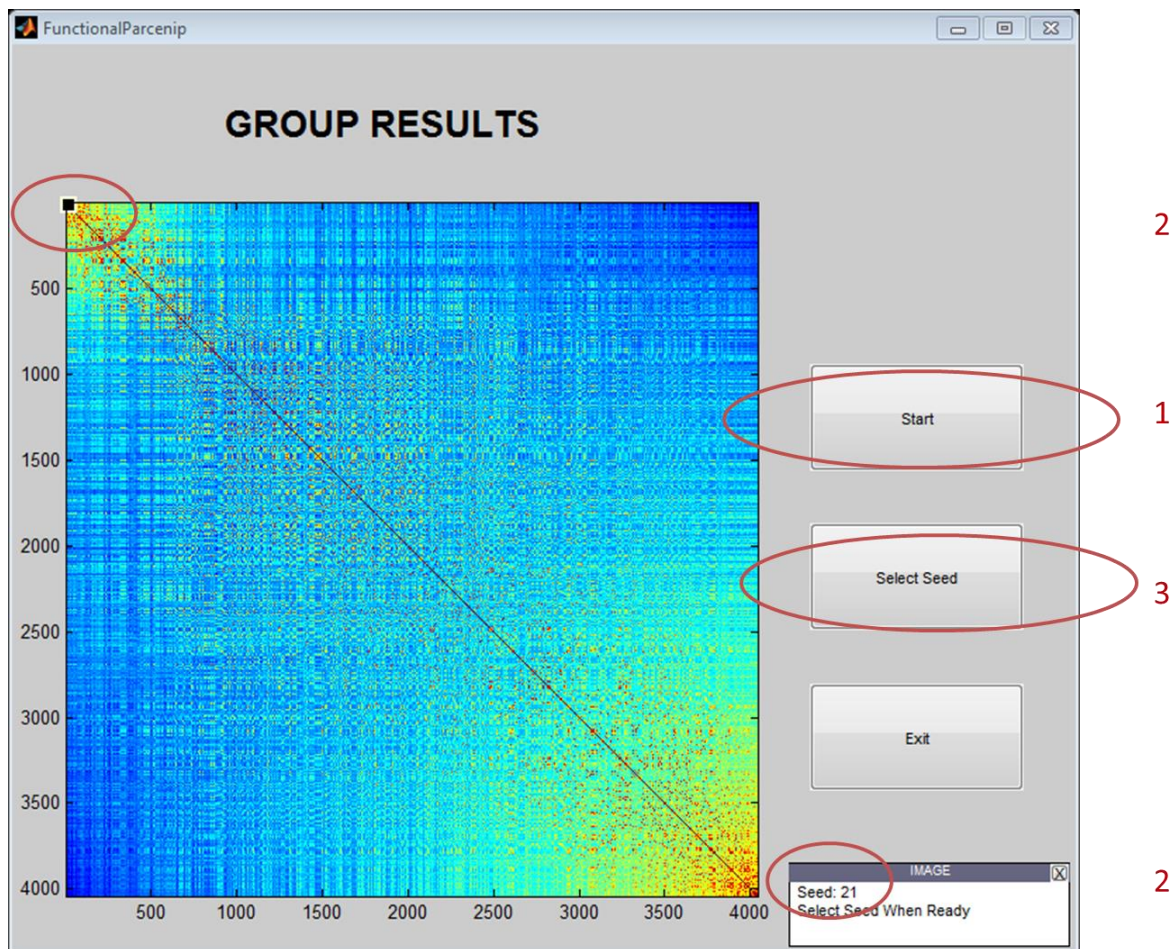 FunctionalParcenip
GROUP RESULTS
2
500
1000
1500
2000
2500
3000
3500
4000
500 1000 1500 2000 2500 3000 3500 4000
Start
1
Select Seed
3
Exit
IMAGE X
Seed: 21
Select Seed When Ready
2